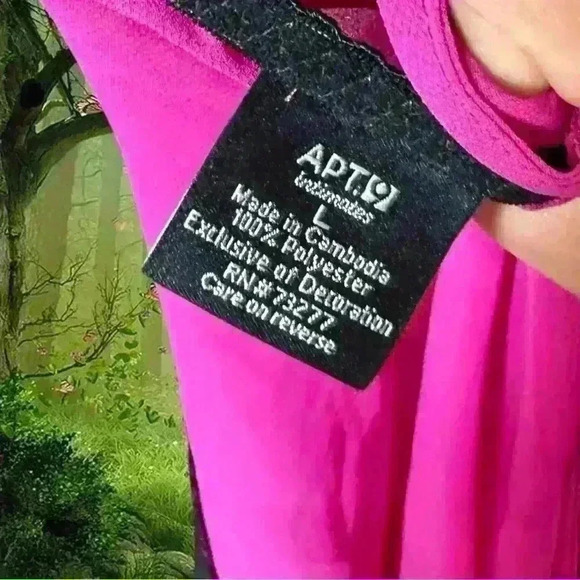 APT.9
intimates
L
Made in Cambodia
100% Polyester
Exclusive of Decoration
RN# 73277
Care on reverse